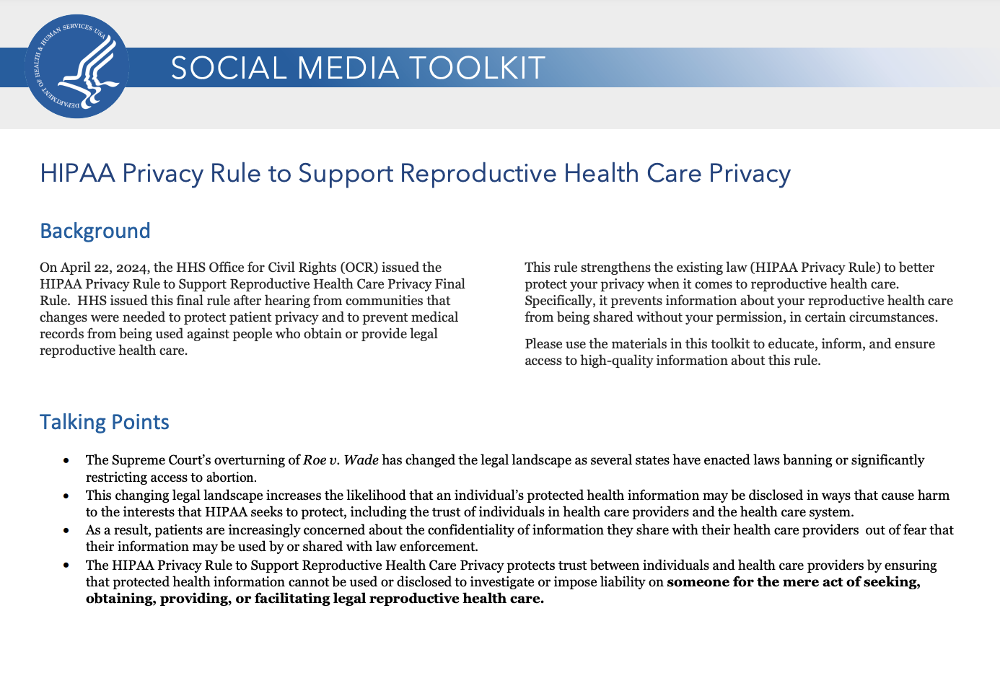 DEPARTMENT OF HEALTH & HUMAN SERVICES·USA
SOCIAL MEDIA TOOLKIT
HIPAA Privacy Rule to Support Reproductive Health Care Privacy
Background
On April 22, 2024, the HHS Office for Civil Rights (OCR) issued the
HIPAA Privacy Rule to Support Reproductive Health Care Privacy Final
Rule.  HHS issued this final rule after hearing from communities that
changes were needed to protect patient privacy and to prevent medical
records from being used against people who obtain or provide legal
reproductive health care.
This rule strengthens the existing law (HIPAA Privacy Rule) to better
protect your privacy when it comes to reproductive health care.
Specifically, it prevents information about your reproductive health care
from being shared without your permission, in certain circumstances.
Please use the materials in this toolkit to educate, inform, and ensure
access to high-quality information about this rule.
Talking Points
• The Supreme Court’s overturning of Roe v. Wade has changed the legal landscape as several states have enacted laws banning or significantly
restricting access to abortion.
• This changing legal landscape increases the likelihood that an individual’s protected health information may be disclosed in ways that cause harm
to the interests that HIPAA seeks to protect, including the trust of individuals in health care providers and the health care system.
• As a result, patients are increasingly concerned about the confidentiality of information they share with their health care providers  out of fear that
their information may be used by or shared with law enforcement.
• The HIPAA Privacy Rule to Support Reproductive Health Care Privacy protects trust between individuals and health care providers by ensuring
that protected health information cannot be used or disclosed to investigate or impose liability on someone for the mere act of seeking,
obtaining, providing, or facilitating legal reproductive health care.